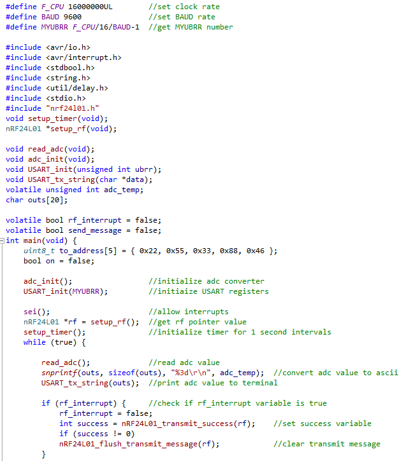 #define F_CPU 16000000UL //set clock rate
#define BAUD 9600 //set BAUD rate
#define MYUBRR F_CPU/16/BAUD-1 //get MYUBRR number
#include <avr/io.h>
#include <avr/interrupt.h>
#include <stdbool.h>
#include <string.h>
#include <util/delay.h>
#include <stdio.h>
#include "nrf24l01.h"
void setup_timer(void);
nRF24L01 *setup_rf(void);
void read_adc(void);
void adc_init(void);
void USART_init(unsigned int ubrr);
void USART_tx_string(char *data);
volatile unsigned int adc_temp;
char outs[20];
volatile bool rf_interrupt = false;
volatile bool send_message = false;
int main(void) {
uint8_t to_address[5] = { 0x22, 0x55, 0x33, 0x88, 0x46 };
bool on = false;
adc_init(); //initialize adc converter
USART_init(MYUBRR); //initiaize USART registers
sei(); //allow interrupts
nRF24L01 *rf = setup_rf(); //get rf pointer value
setup_timer(); //initialize timer for 1 second intervals
while (true) {
read_adc(); //read adc value
snprintf(outs, sizeof(outs), "%3d\r\n", adc_temp); //convert adc value to ascii
USART_tx_string(outs); //print adc value to terminal
if (rf_interrupt) { //check if rf_interrupt variable is true
rf_interrupt = false;
int success = nRF24L01_transmit_success(rf); //set success variable
if (success != 0)
nRF24L01_flush_transmit_message(rf); //clear transmit message
}